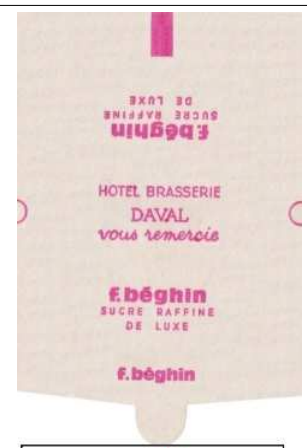 f.béghin
SUCRE RAFFINE
DE LUXE
HOTEL BRASSERIE
DAVAL
vous remercie
f.béghin
SUCRE RAFFINE
DE LUXE
f.béghin